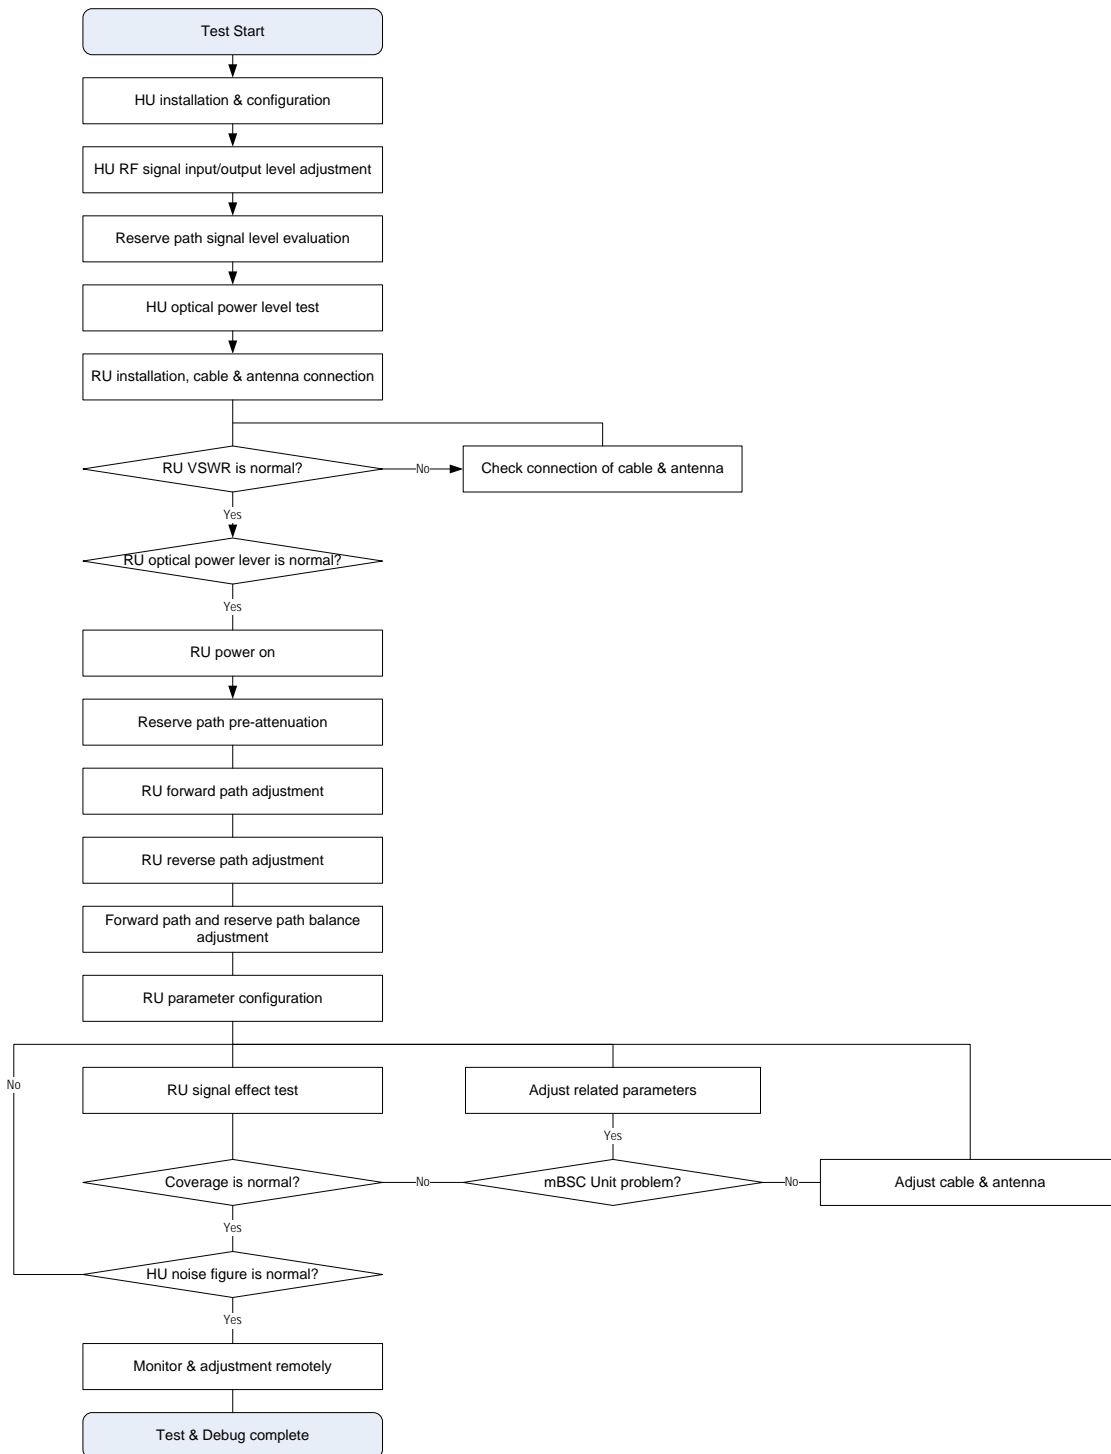 Test Start
HU installation & configuration
HU RF signal input/output level adjustment
Reserve path signal level evaluation
HU optical power level test
RU installation, cable & antenna connection
RU VSWR is normal?
No
Check connection of cable & antenna
Yes
RU optical power lever is normal?
Yes
RU power on
Reserve path pre-attenuation
RU forward path adjustment
RU reverse path adjustment
Forward path and reserve path balance
adjustment
RU parameter configuration
No
RU signal effect test
Adjust related parameters
Yes
Coverage is normal?
No
mBSC Unit problem?
No
Adjust cable & antenna
Yes
HU noise figure is normal?
Yes
Monitor & adjustment remotely
Test & Debug complete